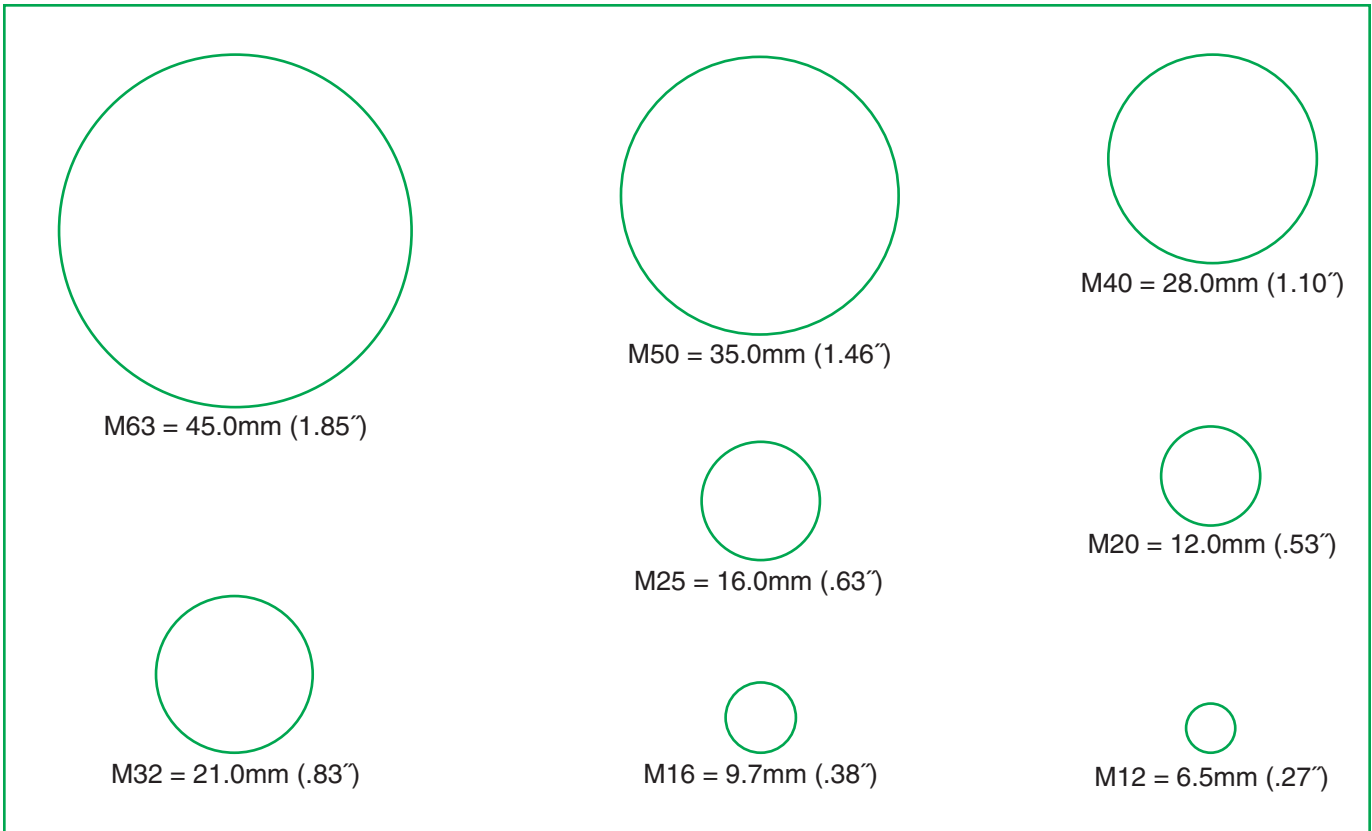 M40 = 28.0mm (1.10˝)
M50 = 35.0mm (1.46˝)
M63 = 45.0mm (1.85˝)
M20 = 12.0mm (.53˝)
M25 = 16.0mm (.63˝)
M32 = 21.0mm (.83˝)
M16 = 9.7mm (.38˝)
M12 = 6.5mm (.27˝)